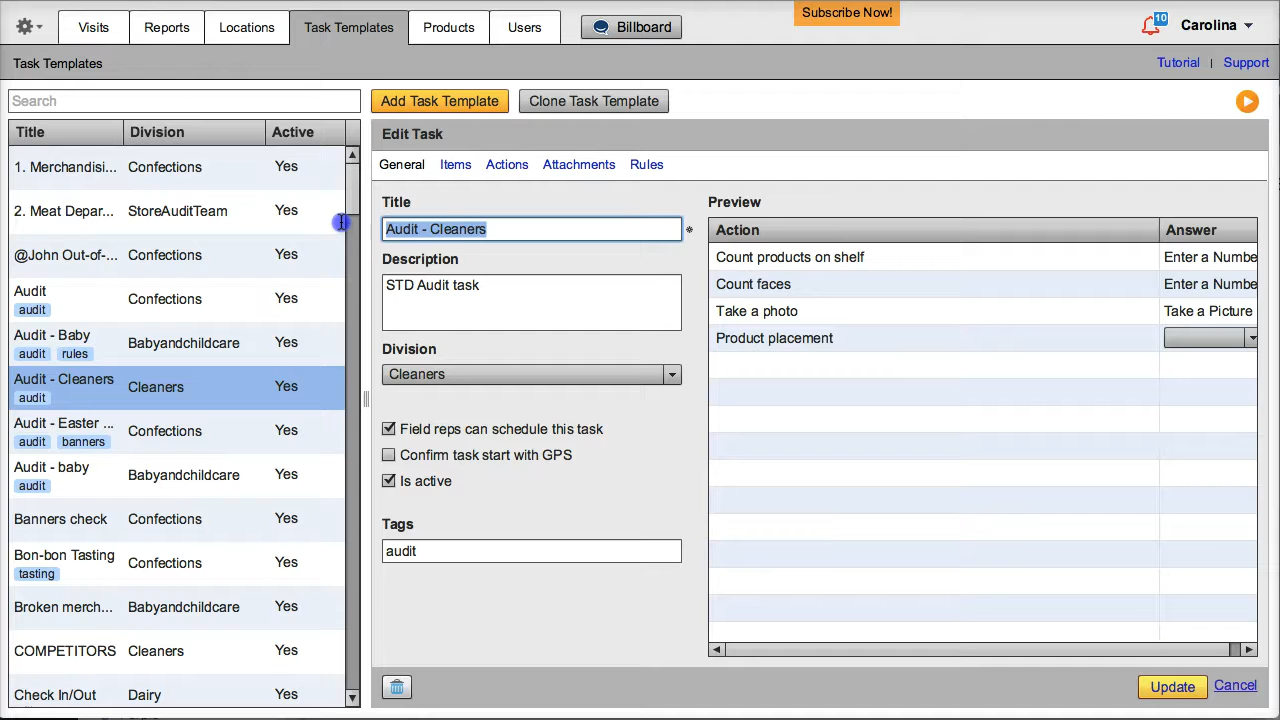 Visits Reports Locations Task Templates Products Users Billboard Subscribe Now! 10 Carolina
Task Templates Tutorial | Support
Search Add Task Template Clone Task Template
Title Division Active
1. Merchandisi... Confections Yes
2. Meat Depar... StoreAuditTeam Yes
@John Out-of-... Confections Yes
Audit Confections Yes
audit
Audit - Baby Babyandchildcare Yes
audit rules
Audit - Cleaners Cleaners Yes
audit
Audit - Easter ... Confections Yes
audit banners
Audit - baby Babyandchildcare Yes
audit
Banners check Confections Yes
Bon-bon Tasting Confections Yes
tasting
Broken merch... Babyandchildcare Yes
COMPETITORS Cleaners Yes
Check In/Out Dairy Yes
Edit Task
General Items Actions Attachments Rules
Title
Audit - Cleaners *
Description
STD Audit task
Division
Cleaners
Field reps can schedule this task
Confirm task start with GPS
Is active
Tags
audit
Preview
Action Answer
Count products on shelf Enter a Numbe
Count faces Enter a Numbe
Take a photo Take a Picture
Product placement
Update Cancel